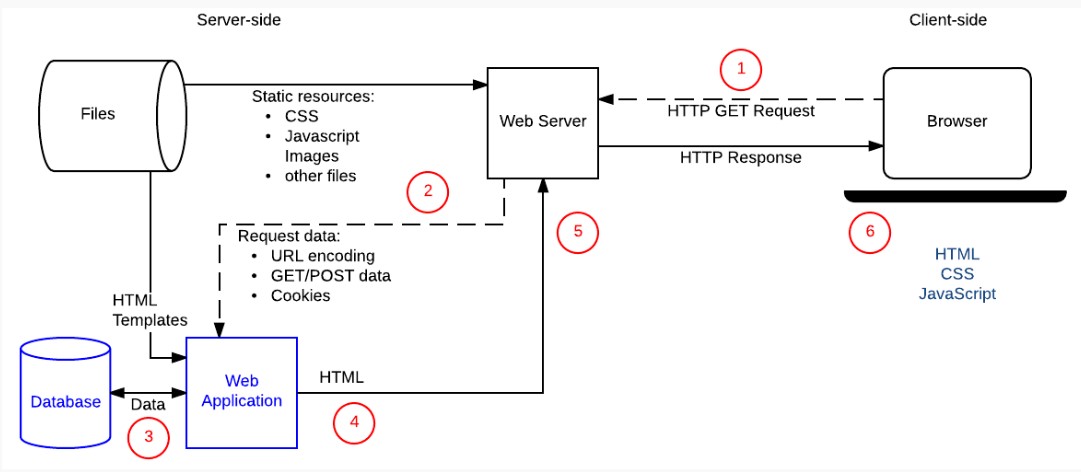 Server-side
Client-side
Files
Static resources:
• CSS
• Javascript
Images
• other files
Web Server
1
HTTP GET Request
HTTP Response
Browser
2
Request data:
• URL encoding
• GET/POST data
• Cookies
5
6
HTML
CSS
JavaScript
HTML
Templates
Database
Data
3
Web
Application
HTML
4